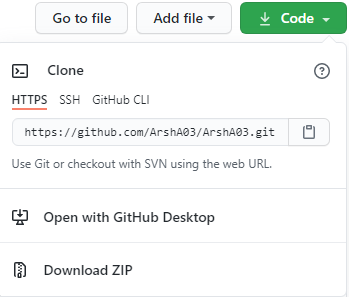 Go to file Add file Code
Clone
HTTPS SSH GitHub CLI
https://github.com/ArshA03/ArshA03.git
Use Git or checkout with SVN using the web URL.
Open with GitHub Desktop
Download ZIP